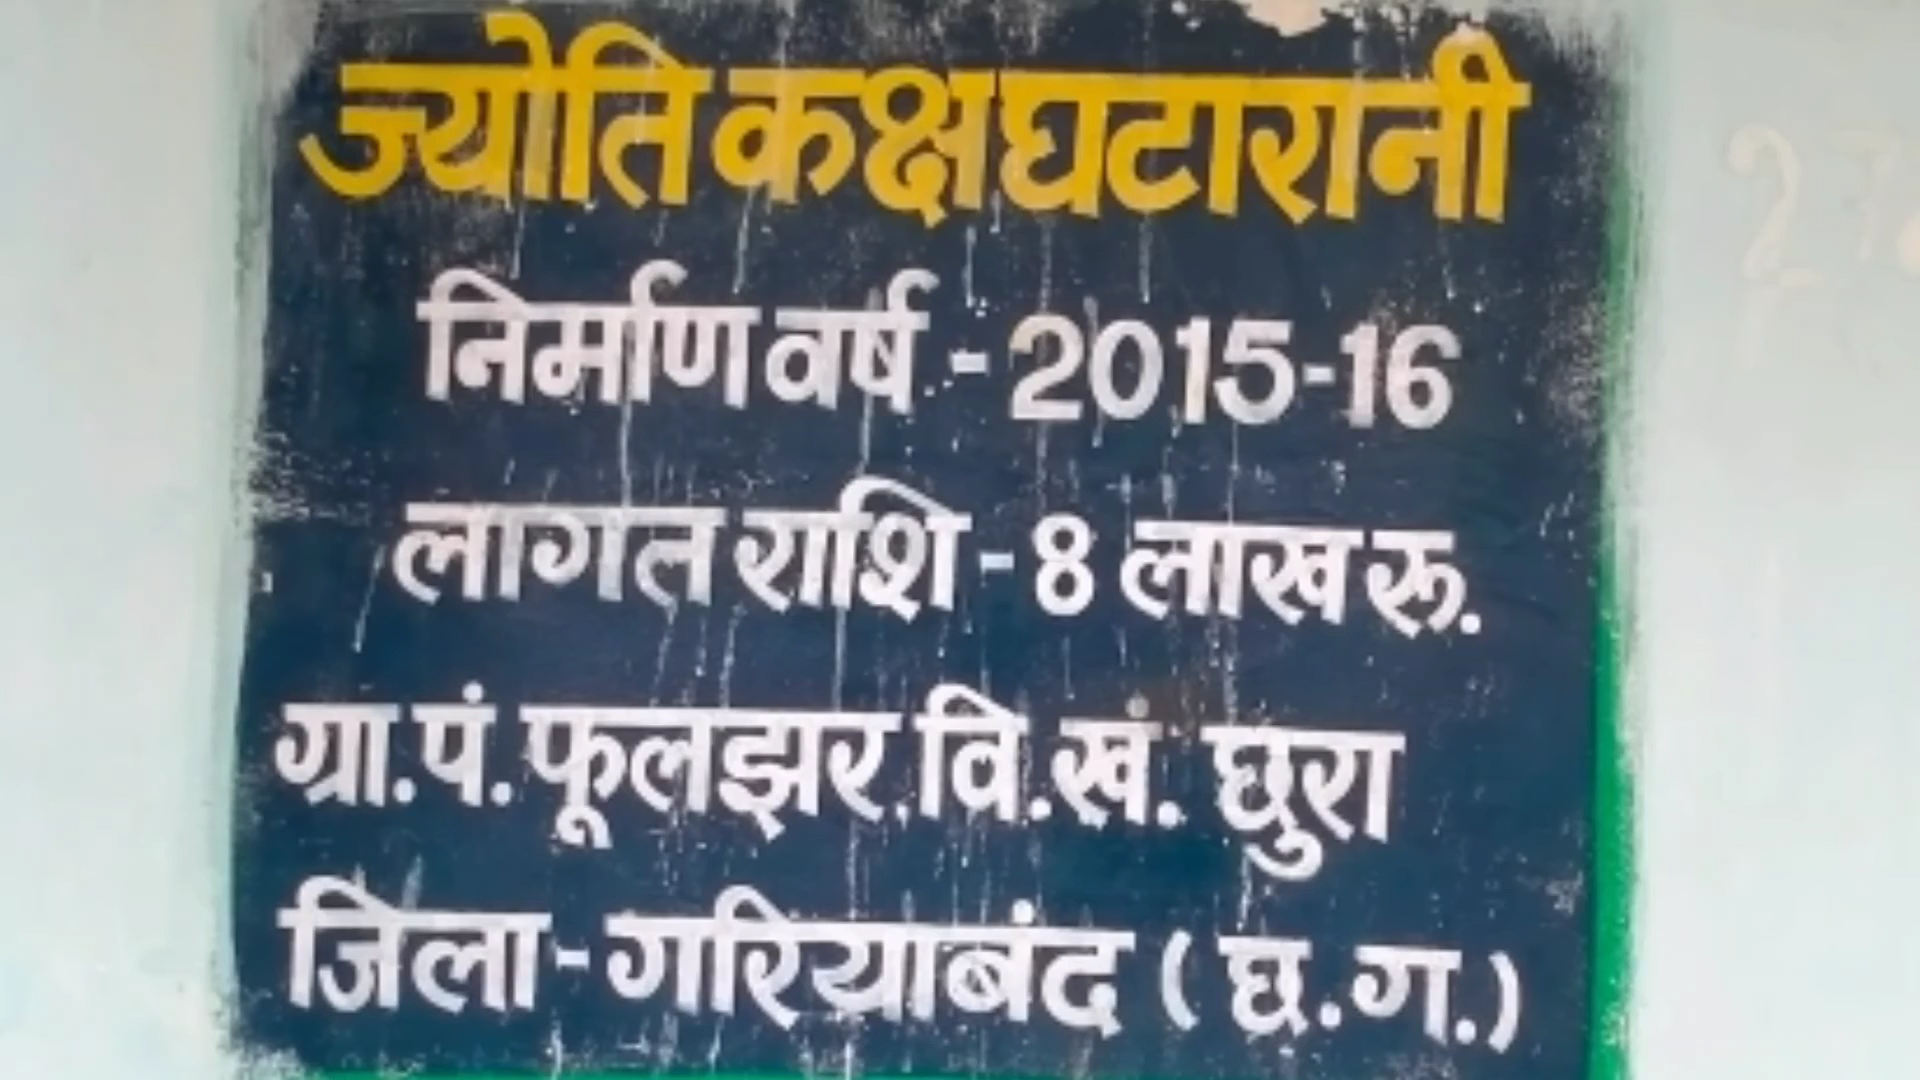 ज्योति कक्ष घटारानी
निर्माण वर्ष - 2015-16
लागत राशि - 8 लाख रू.
ग्रा.पं. फूलझर, वि.खं. छुरा
जिला - गरियाबंद ( छ.ग.)